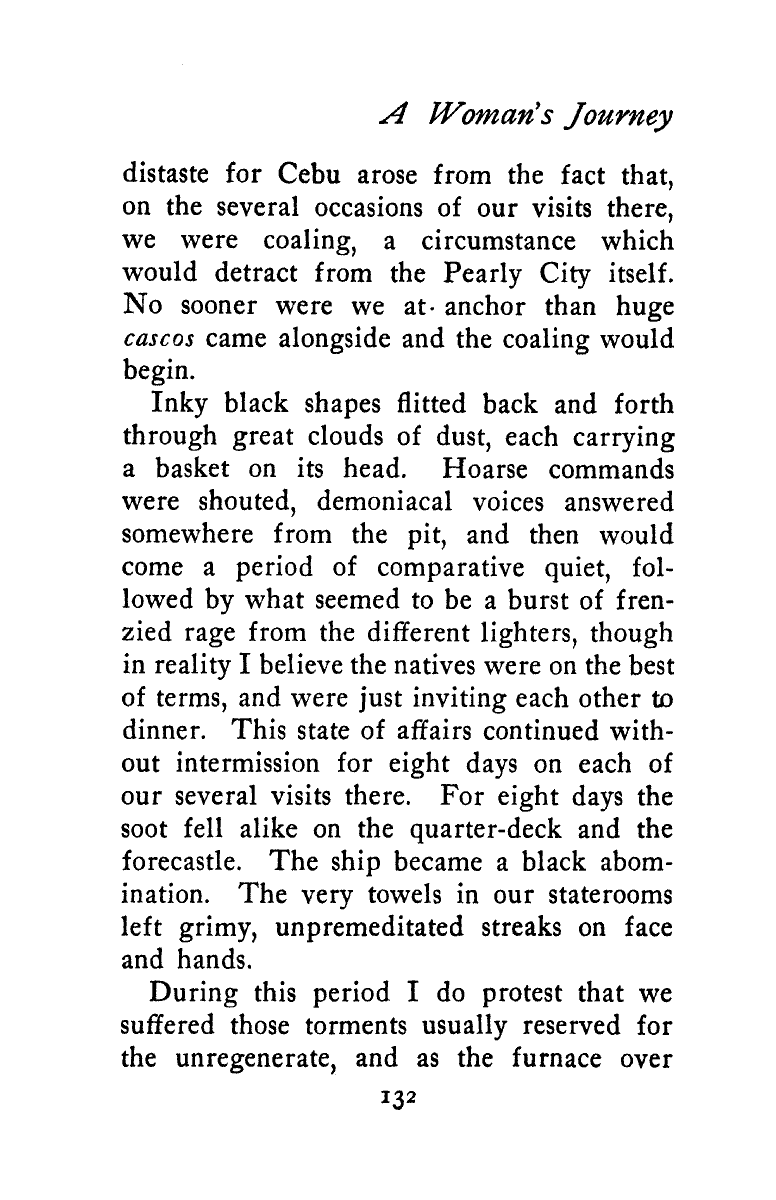 A Woman's Journey
distaste for Cebu arose from the fact that,
on the several occasions of our visits there,
we were coaling, a circumstance which
would detract from the Pearly City itself.
No sooner were we at· anchor than huge
cascos came alongside and the coaling would
begin.
Inky black shapes flitted back and forth
through great clouds of dust, each carrying
a basket on its head. Hoarse commands
were shouted, demoniacal voices answered
somewhere from the pit, and then would
come a period of comparative quiet, fol-
lowed by what seemed to be a burst of fren-
zied rage from the different lighters, though
in reality I believe the natives were on the best
of terms, and were just inviting each other to
dinner. This state of affairs continued with-
out intermission for eight days on each of
our several visits there. For eight days the
soot fell alike on the quarter-deck and the
forecastle. The ship became a black abom-
ination. The very towels in our staterooms
left grimy, unpremeditated streaks on face
and hands.
During this period I do protest that we
suffered those torments usually reserved for
the unregenerate, and as the furnace over
132